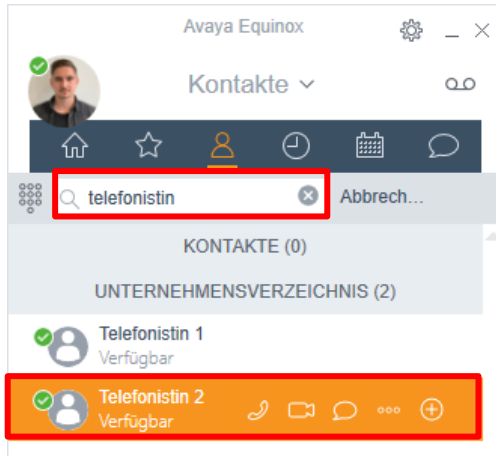 Avaya Equinox
Kontakte
telefonistin
Abbrech...
KONTAKTE (0)
UNTERNEHMENSVERZEICHNIS (2)
Telefonistin 1
Verfügbar
Telefonistin 2
Verfügbar